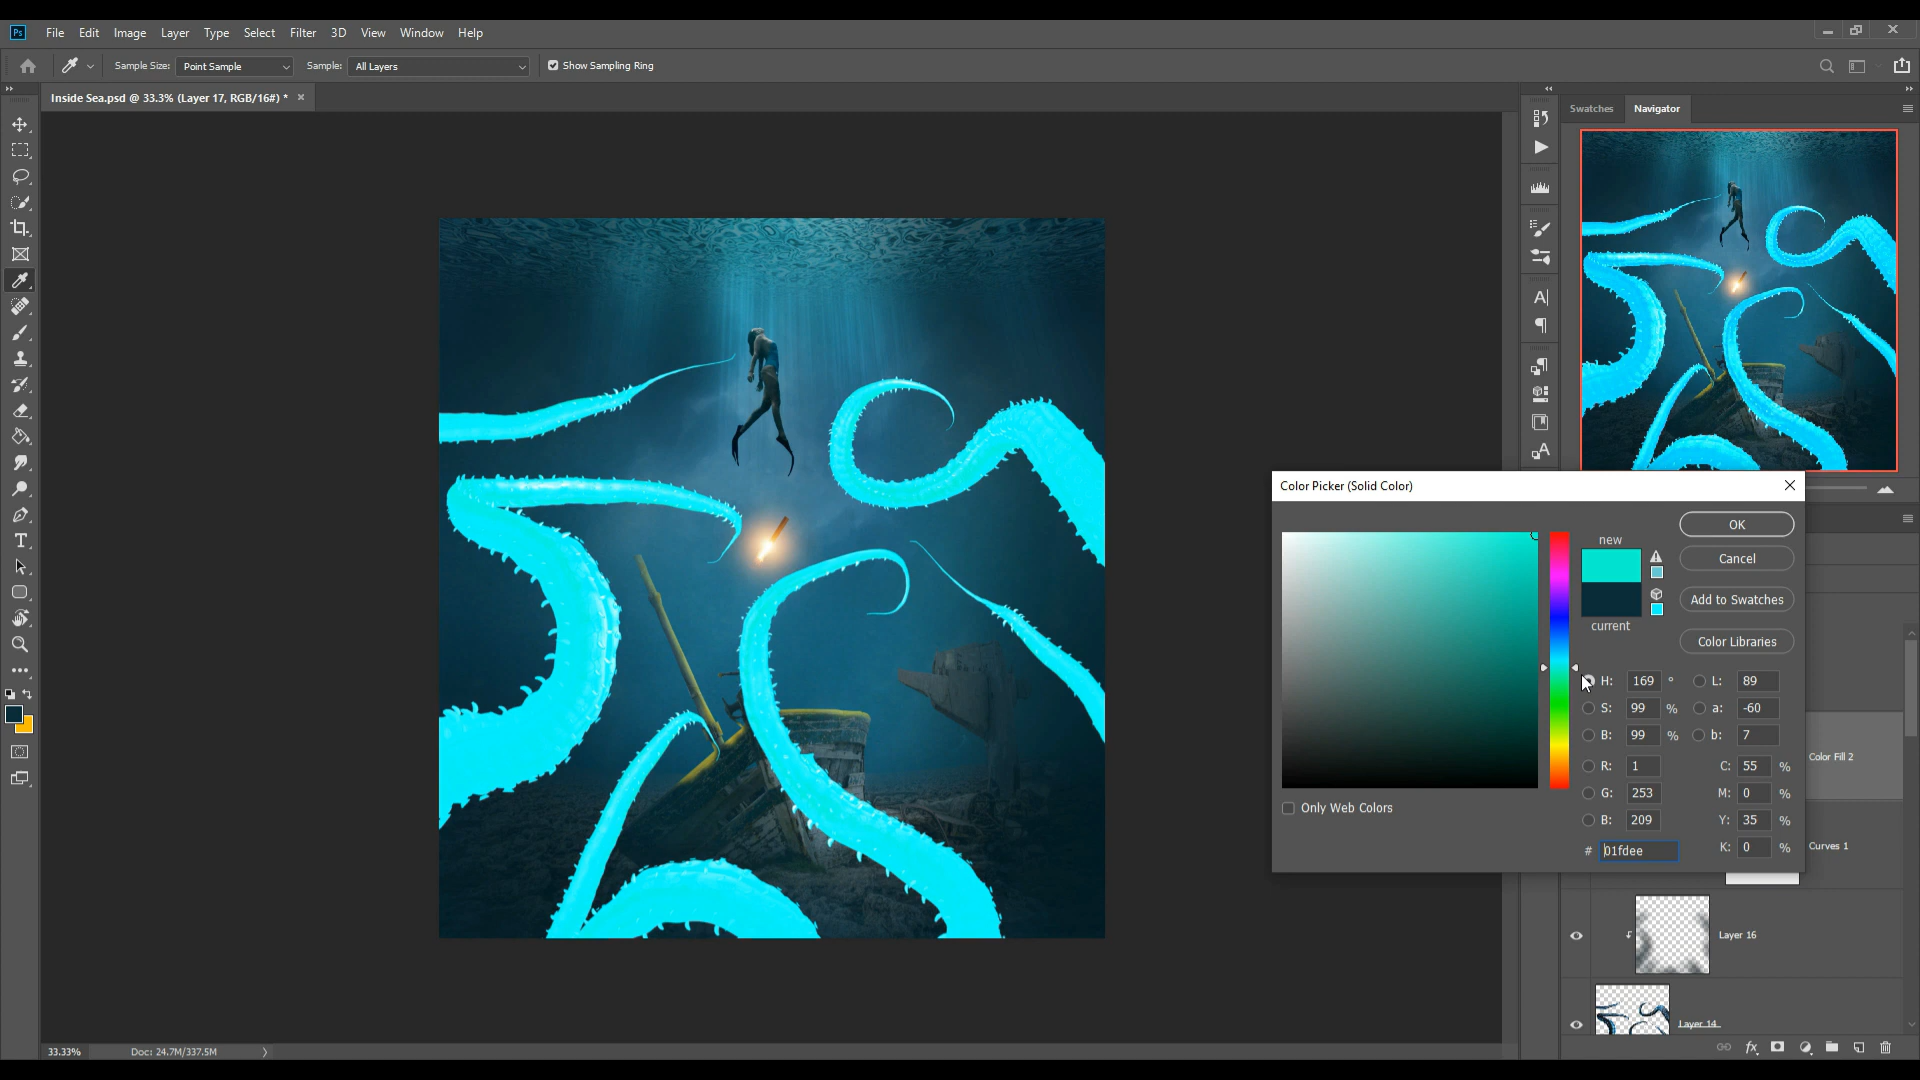 Ps File Edit Image Layer Type Select Filter 3D View Window Help
Sample Size: Point Sample Sample: All Layers Show Sampling Ring
Inside Sea.psd @ 33.3% (Layer 17, RGB/16#) * ×
Swatches Navigator
Color Picker (Solid Color)
new
current
OK
Cancel
Add to Swatches
Color Libraries
H: 169 ° L: 89
S: 99 % a: -60
B: 99 % b: 7
R: 1 C: 55 %
G: 253 M: 0 %
B: 209 Y: 35 %
# 01fdee K: 0 %
Only Web Colors
Color Fill 2
Curves 1
Layer 16
Layer 14
33.33% Doc: 24.7M/337.5M